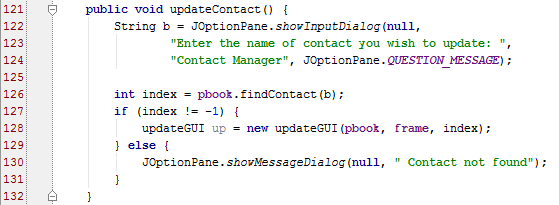 121 public void updateContact() {
122 String b = JOptionPane.showInputDialog(null,
123 "Enter the name of contact you wish to update: ",
124 "Contact Manager", JOptionPane.QUESTION_MESSAGE);
125
126 int index = pbook.findContact(b);
127 if (index != -1) {
128 updateGUI up = new updateGUI(pbook, frame, index);
129 } else {
130 JOptionPane.showMessageDialog(null, " Contact not found");
131 }
132 }